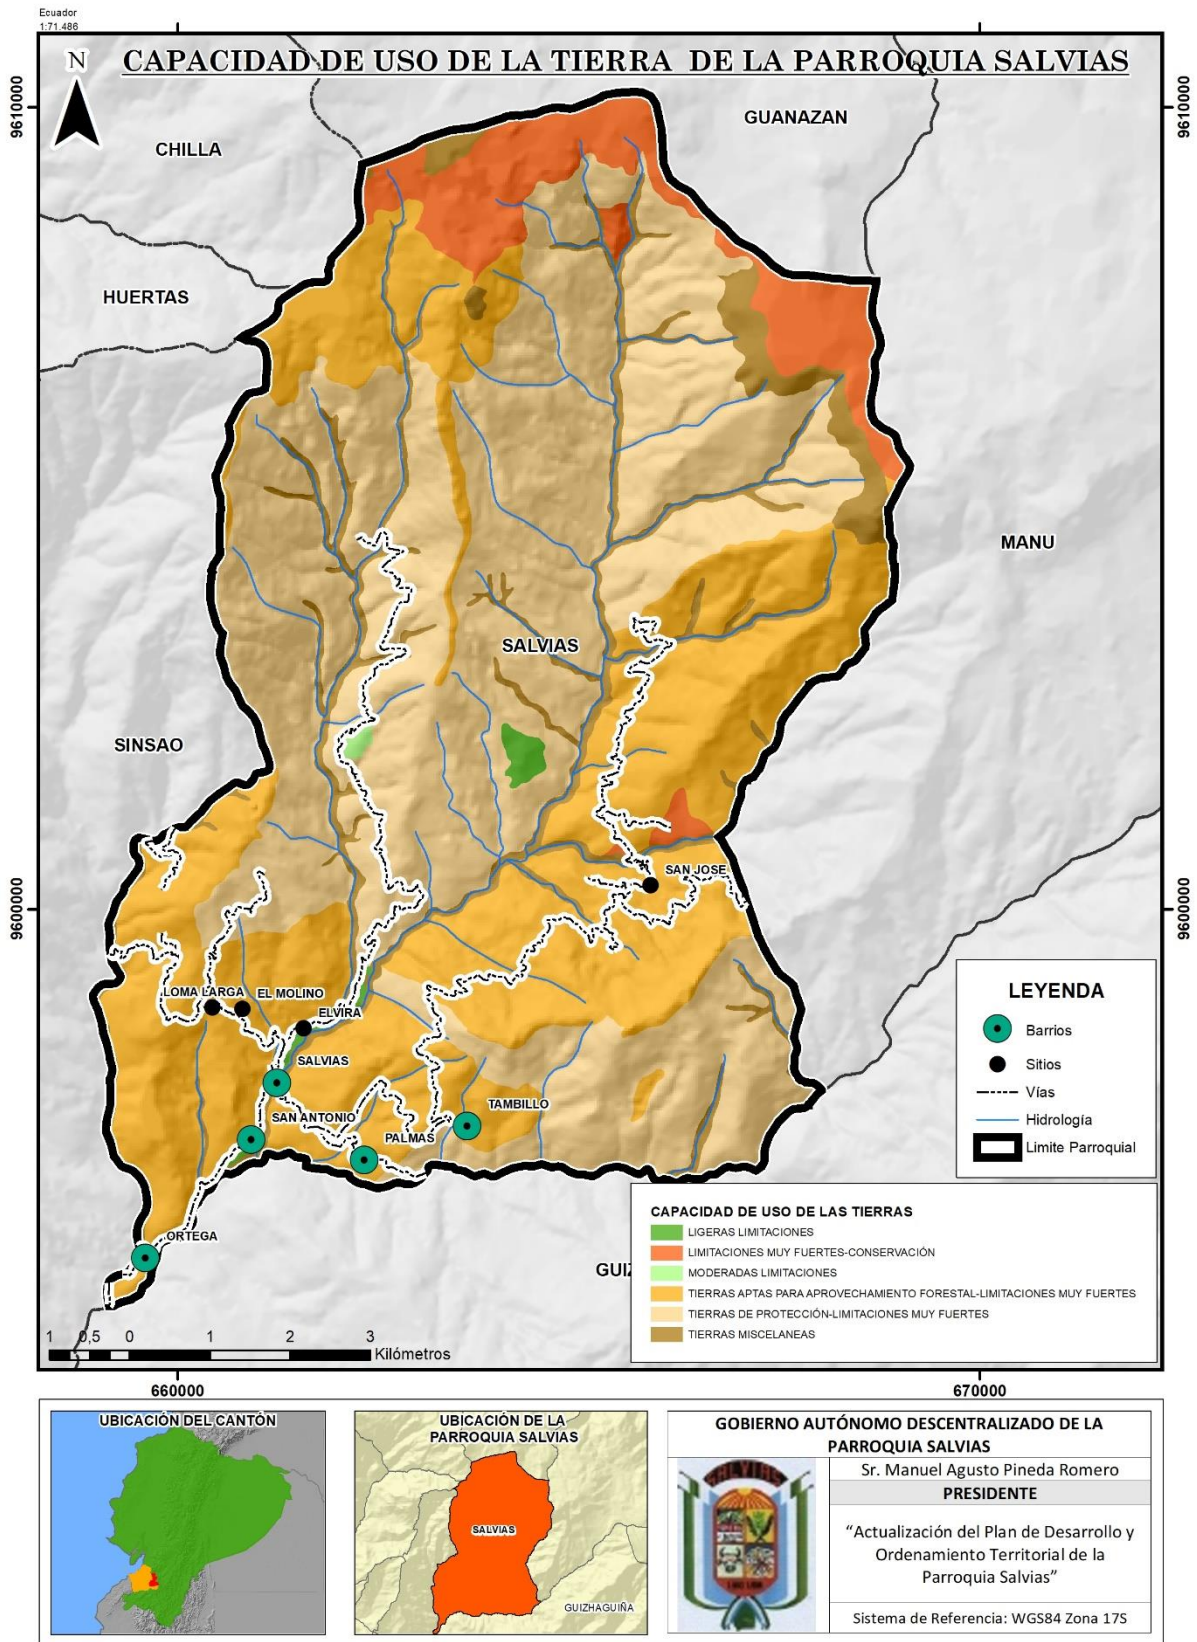 Ecuador
1:71.486
CAPACIDAD DE USO DE LA TIERRA DE LA PARROQUIA SALVIAS
N
9610000
9610000
GUANAZAN
CHILLA
HUERTAS
MANU
SALVIAS
SINSAO
SAN JOSE
9600000
9600000
LOMA LARGA
EL MOLINO
ELVIRA
SALVIAS
SAN ANTONIO
TAMBILLO
PALMAS
ORTEGA
GUIZ
LEYENDA
Barrios
Sitios
Vías
Hidrología
Limite Parroquial
CAPACIDAD DE USO DE LAS TIERRAS
LIGERAS LIMITACIONES
LIMITACIONES MUY FUERTES-CONSERVACIÓN
MODERADAS LIMITACIONES
TIERRAS APTAS PARA APROVECHAMIENTO FORESTAL-LIMITACIONES MUY FUERTES
TIERRAS DE PROTECCIÓN-LIMITACIONES MUY FUERTES
TIERRAS MISCELANEAS
1 0,5 0 1 2 3
Kilómetros
660000
670000
UBICACIÓN DEL CANTÓN
UBICACIÓN DE LA
PARROQUIA SALVIAS
SALVIAS
GUIZHAGUIÑA
GOBIERNO AUTÓNOMO DESCENTRALIZADO DE LA
PARROQUIA SALVIAS
SALVIAS
Sr. Manuel Agusto Pineda Romero
PRESIDENTE
“Actualización del Plan de Desarrollo y
Ordenamiento Territorial de la
Parroquia Salvias”
Sistema de Referencia: WGS84 Zona 17S